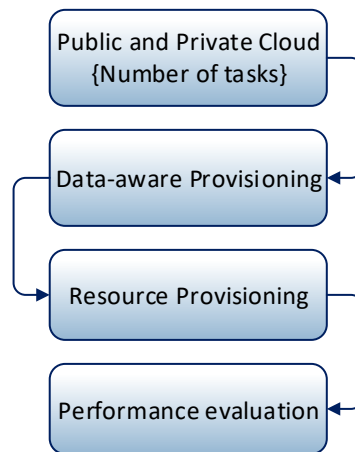 Public and Private Cloud
{Number of tasks}
Data-aware Provisioning
Resource Provisioning
Performance evaluation